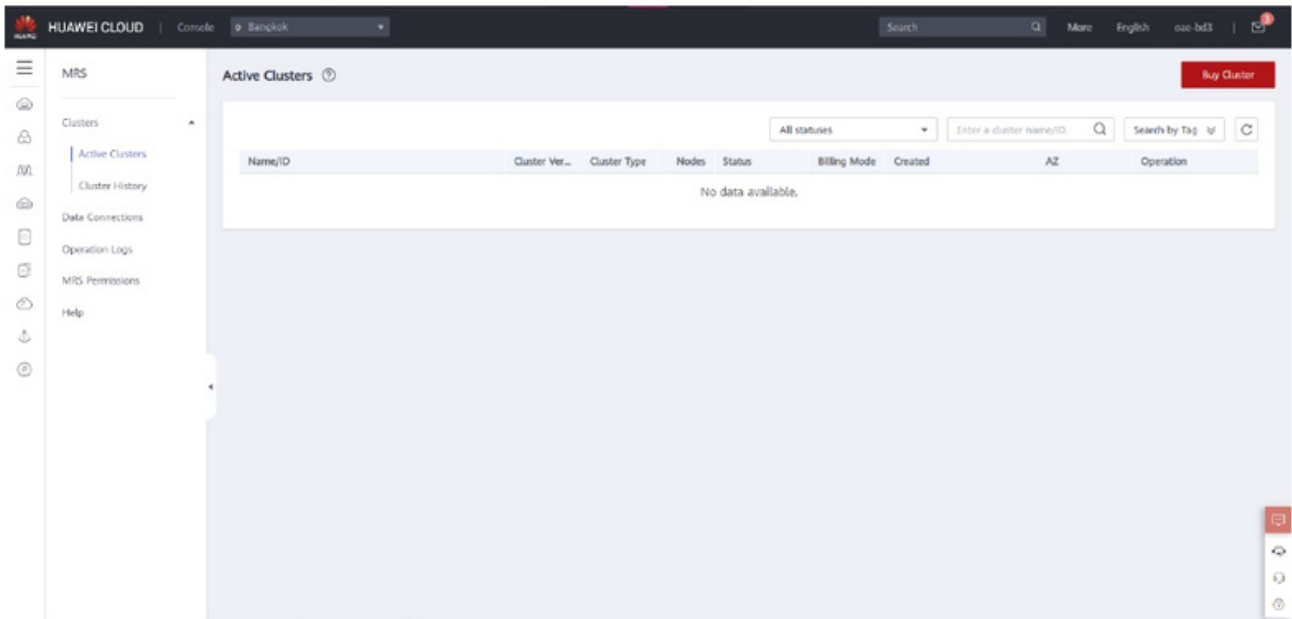 HUAWEI HUAWEI CLOUD | Console Bangkok Search More English 3
MRS
Active Clusters
Buy Cluster
Clusters
Active Clusters
Cluster History
Data Connections
Operation Logs
MRS Permissions
Help
All statuses Enter a cluster name/ID. Search by Tag
Name/ID Cluster Ver... Cluster Type Nodes Status Billing Mode Created AZ Operation
No data available.